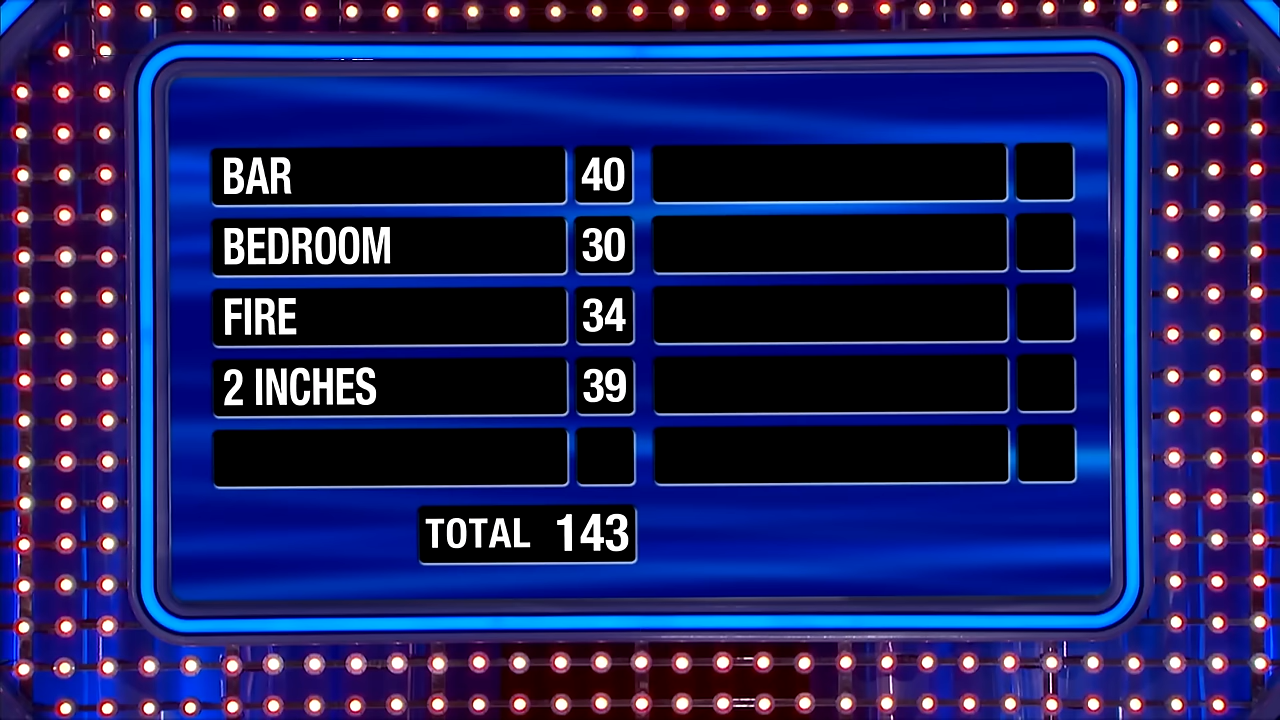 BAR 40
BEDROOM 30
FIRE 34
2 INCHES 39
TOTAL 143